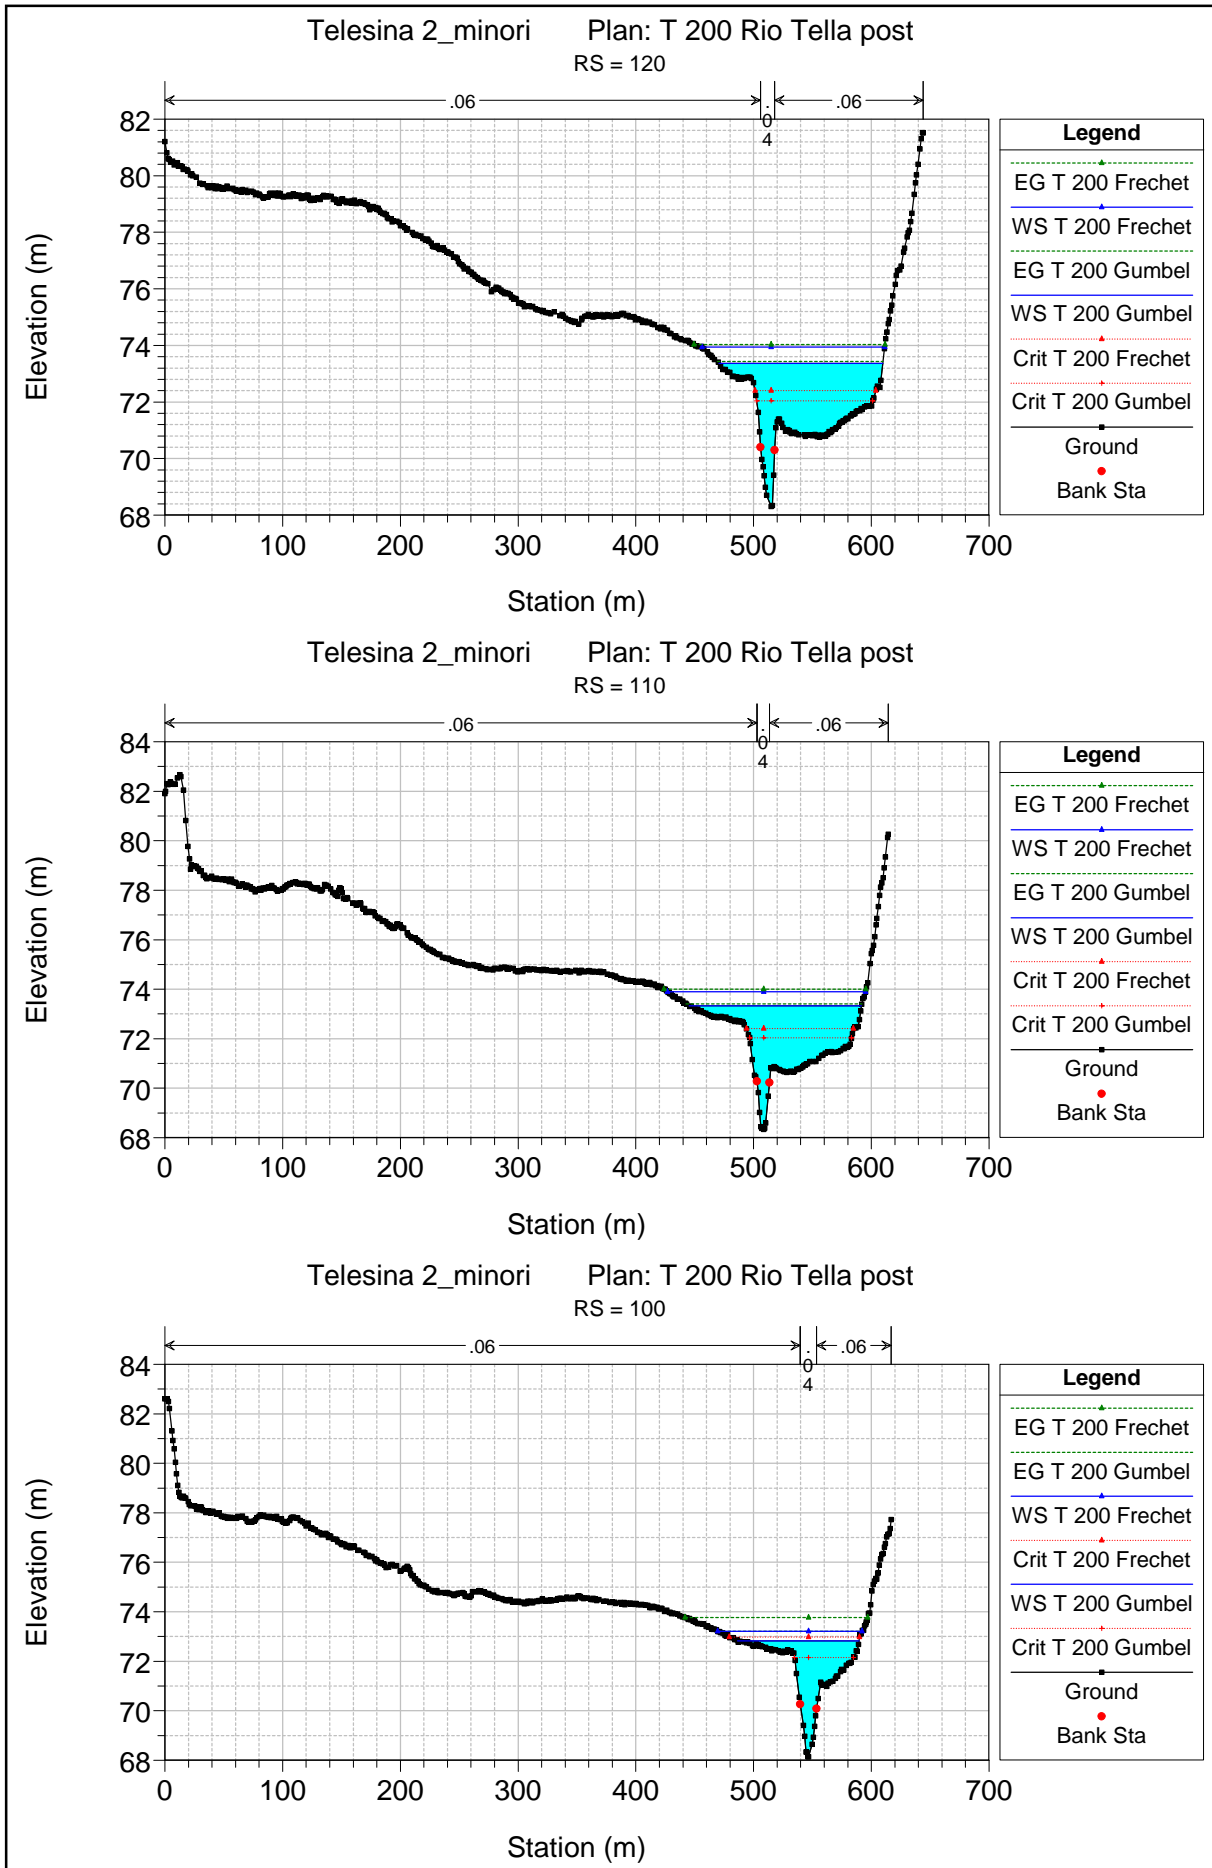 Telesina 2_minori Plan: T 200 Rio Tella post
RS = 120
.06
.04
.06
82
80
78
76
74
72
70
68
0 100 200 300 400 500 600 700
Elevation (m)
Station (m)
Legend
EG T 200 Frechet
WS T 200 Frechet
EG T 200 Gumbel
WS T 200 Gumbel
Crit T 200 Frechet
Crit T 200 Gumbel
Ground
Bank Sta
Telesina 2_minori Plan: T 200 Rio Tella post
RS = 110
.06
.04
.06
84
82
80
78
76
74
72
70
68
0 100 200 300 400 500 600 700
Elevation (m)
Station (m)
Legend
EG T 200 Frechet
WS T 200 Frechet
EG T 200 Gumbel
WS T 200 Gumbel
Crit T 200 Frechet
Crit T 200 Gumbel
Ground
Bank Sta
Telesina 2_minori Plan: T 200 Rio Tella post
RS = 100
.06
.04
.06
84
82
80
78
76
74
72
70
68
0 100 200 300 400 500 600 700
Elevation (m)
Station (m)
Legend
EG T 200 Frechet
EG T 200 Gumbel
WS T 200 Frechet
Crit T 200 Frechet
WS T 200 Gumbel
Crit T 200 Gumbel
Ground
Bank Sta